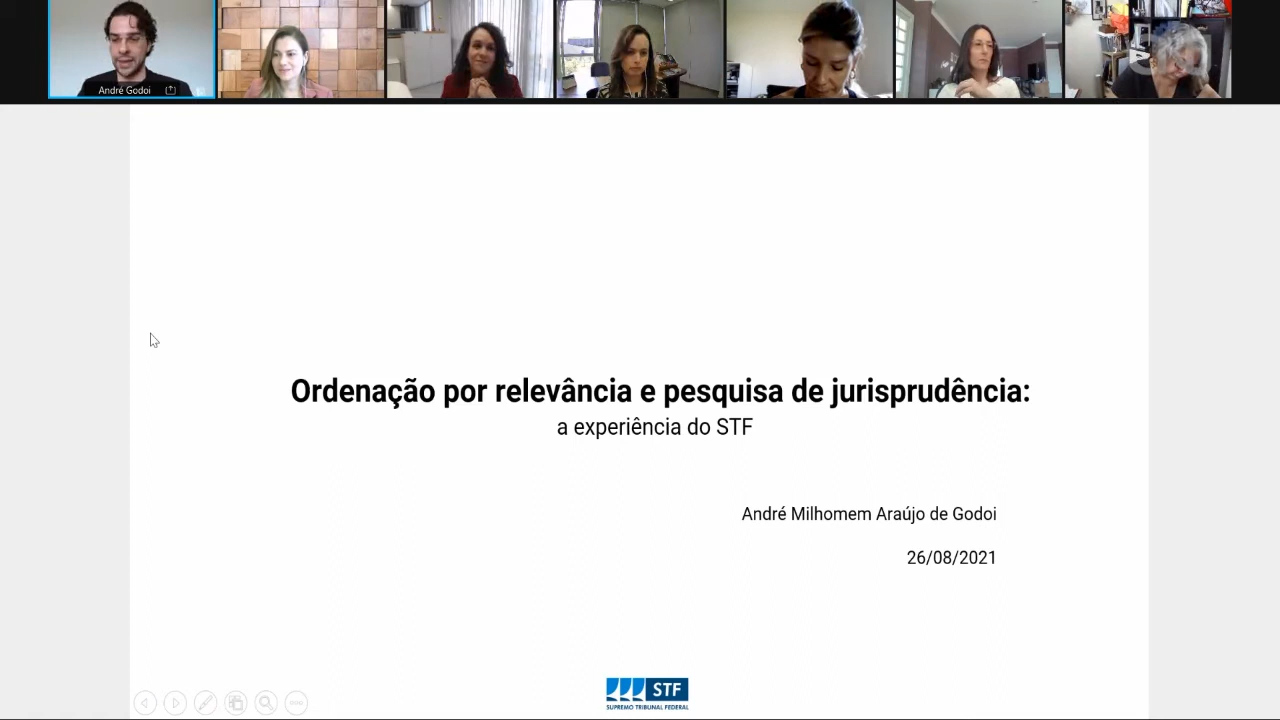 André Godoi
Ordenação por relevância e pesquisa de jurisprudência:
a experiência do STF
André Milhomem Araújo de Godoi
26/08/2021
STF
SUPREMO TRIBUNAL FEDERAL